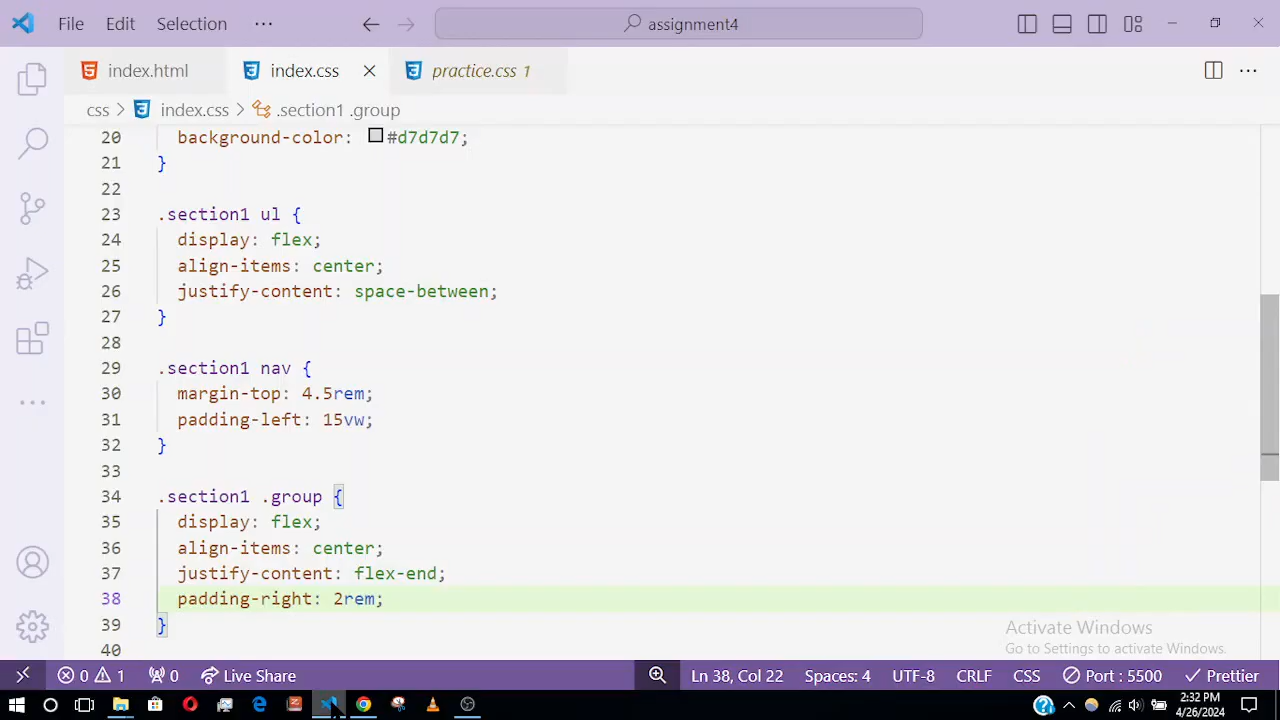 File Edit Selection ··· assignment4
index.html index.css practice.css 1
css index.css .section1 .group
20 background-color: #d7d7d7;
21 }
22
23 .section1 ul {
24 display: flex;
25 align-items: center;
26 justify-content: space-between;
27 }
28
29 .section1 nav {
30 margin-top: 4.5rem;
31 padding-left: 15vw;
32 }
33
34 .section1 .group {
35 display: flex;
36 align-items: center;
37 justify-content: flex-end;
38 padding-right: 2rem;
39 }
40
Activate Windows
Go to Settings to activate Windows.
0 1 0 Live Share Ln 38, Col 22 Spaces: 4 UTF-8 CRLF CSS Port : 5500 Prettier
2:32 PM
4/26/2024